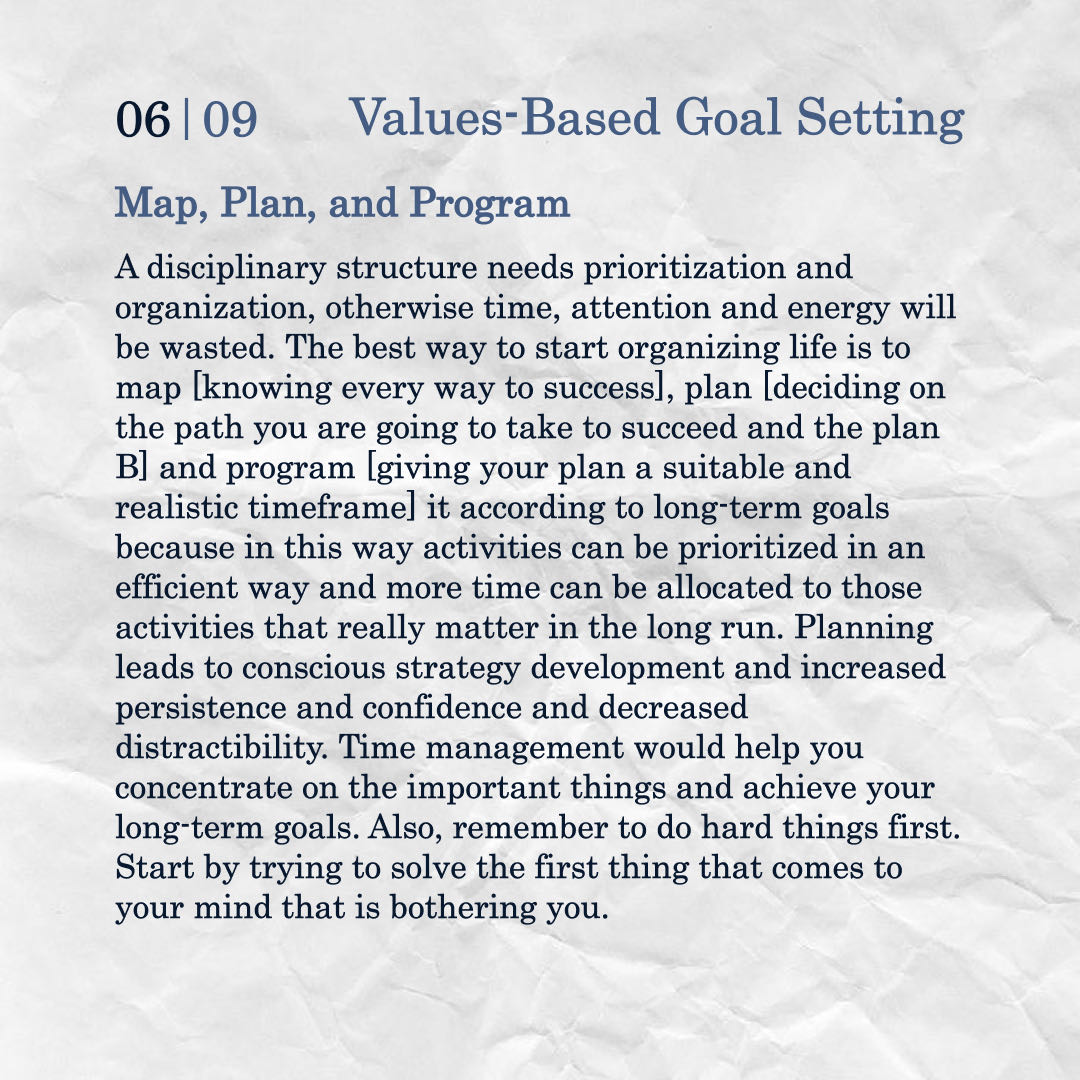 06 | 09 Values-Based Goal Setting
Map, Plan, and Program
A disciplinary structure needs prioritization and
organization, otherwise time, attention and energy will
be wasted. The best way to start organizing life is to
map [knowing every way to success], plan [deciding on
the path you are going to take to succeed and the plan
B] and program [giving your plan a suitable and
realistic timeframe] it according to long-term goals
because in this way activities can be prioritized in an
efficient way and more time can be allocated to those
activities that really matter in the long run. Planning
leads to conscious strategy development and increased
persistence and confidence and decreased
distractibility. Time management would help you
concentrate on the important things and achieve your
long-term goals. Also, remember to do hard things first.
Start by trying to solve the first thing that comes to
your mind that is bothering you.